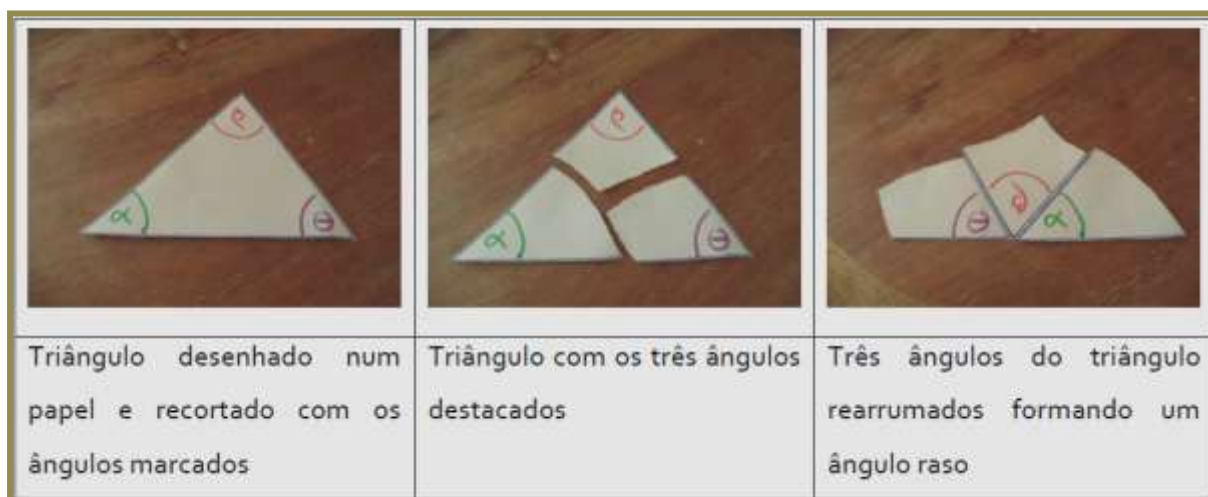 α
θ
α
θ
θ
α
Triângulo desenhado num
papel e recortado com os
ângulos marcados
Triângulo com os três ângulos
destacados
Três ângulos do triângulo
rearrumados formando um
ângulo raso